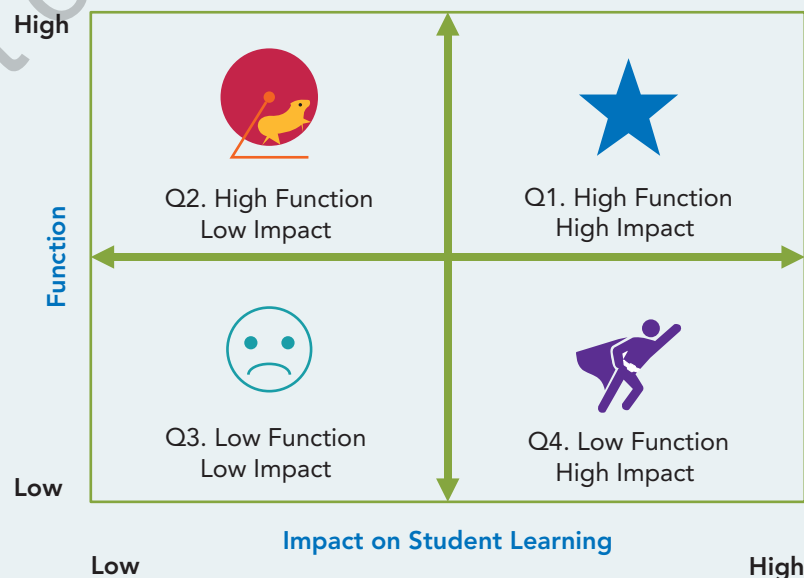 High
Q2. High Function
Low Impact
Q1. High Function
High Impact
Function
Q3. Low Function
Low Impact
Q4. Low Function
High Impact
Low
Impact on Student Learning
Low
High